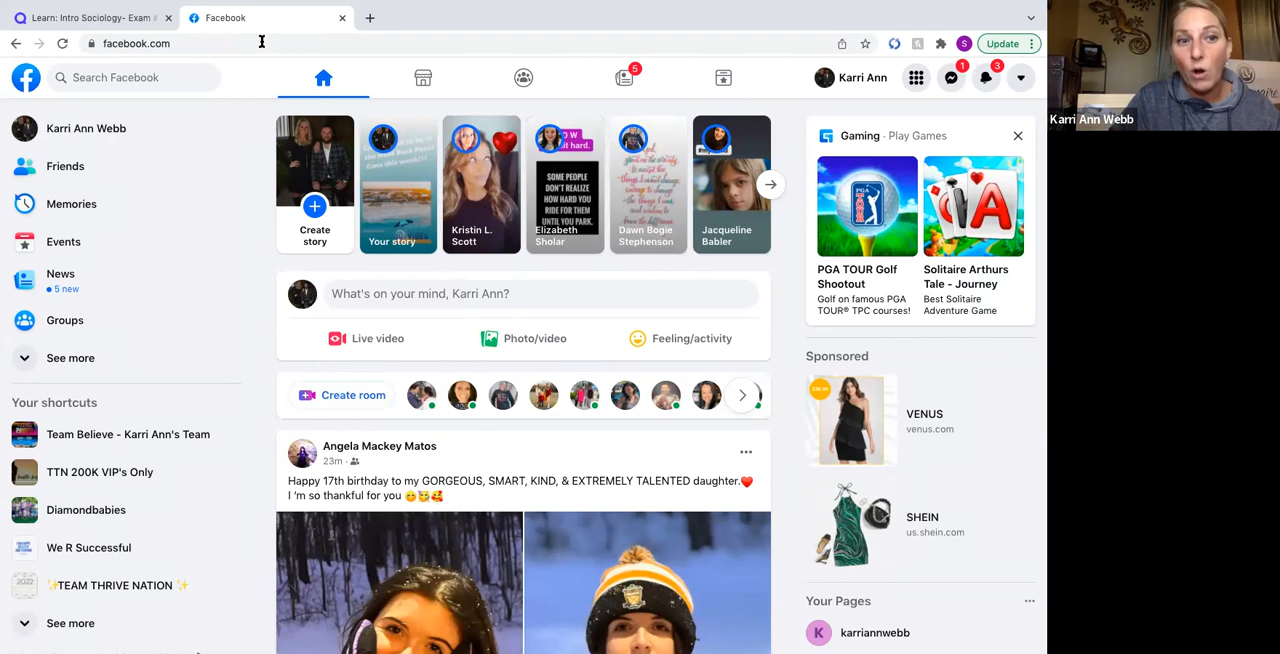 Learn: Intro Sociology- Exam #
Facebook
facebook.com
S
Update
Search Facebook
5
Karri Ann
1
3
Karri Ann Webb
Karri Ann Webb
Friends
Memories
Events
News
5 new
Groups
See more
Your shortcuts
Team Believe - Karri Ann's Team
TTN 200K VIP's Only
Diamondbabies
We R Successful
2022
✨TEAM THRIVE NATION ✨
See more
Create
story
Your story
Kristin L.
Scott
SOME PEOPLE
DON'T REALIZE
HOW HARD YOU
RIDE FOR THEM
UNTIL YOU PARK.
Elizabeth
Sholar
Dawn Bogie
Stephenson
Jacqueline
Babler
What's on your mind, Karri Ann?
Live video
Photo/video
Feeling/activity
Create room
Angela Mackey Matos
23m ·
Happy 17th birthday to my GORGEOUS, SMART, KIND, & EXTREMELY TALENTED daughter.❤️
I 'm so thankful for you 😊😇🥰
Gaming · Play Games
PGA TOUR
A
PGA TOUR Golf
Shootout
Golf on famous PGA
TOUR® TPC courses!
Solitaire Arthurs
Tale - Journey
Best Solitaire
Adventure Game
Sponsored
VENUS
venus.com
SHEIN
us.shein.com
Your Pages
K
karriannwebb